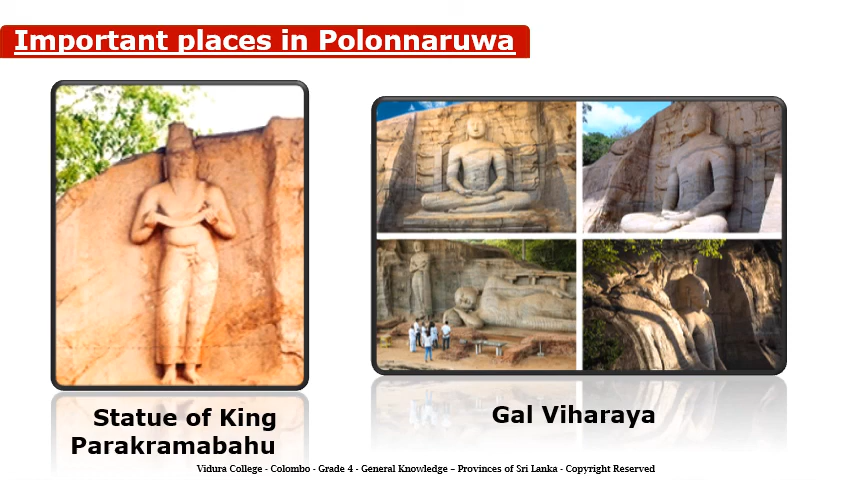 Important places in Polonnaruwa
Statue of King
Parakramabahu
Gal Viharaya
Vidura College - Colombo - Grade 4 - General Knowledge – Provinces of Sri Lanka - Copyright Reserved